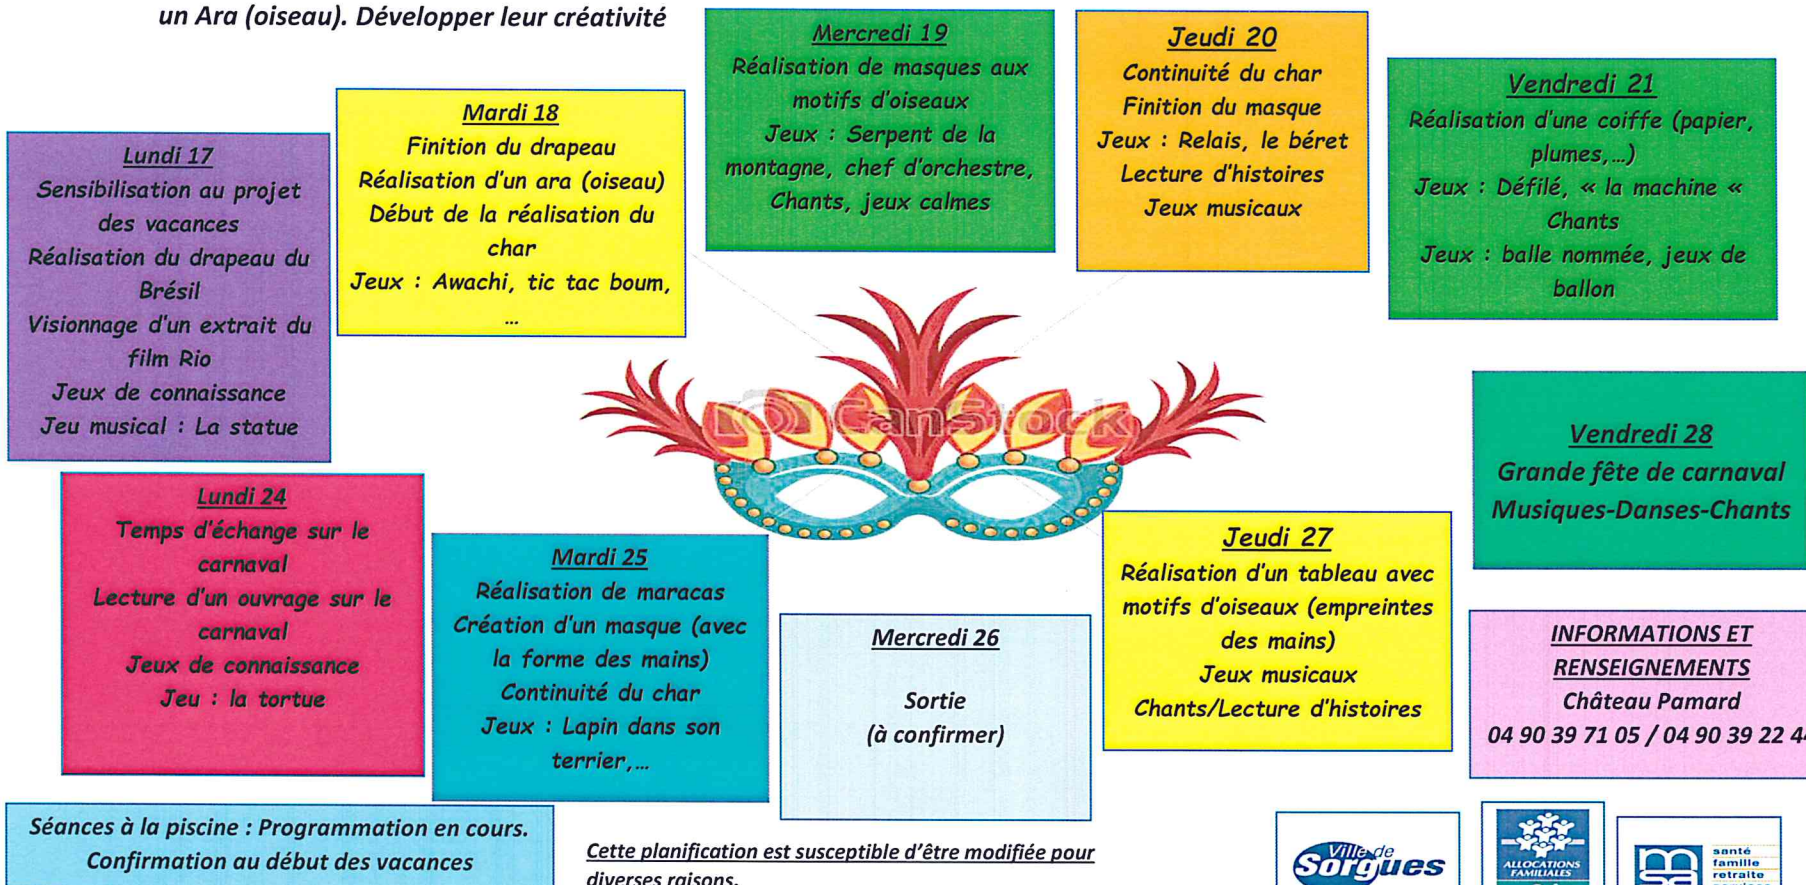 un Ara (oiseau). Développer leur créativité
Lundi 17
Sensibilisation au projet
des vacances
Réalisation du drapeau du
Brésil
Visionnage d'un extrait du
film Rio
Jeux de connaissance
Jeu musical : La statue
Mardi 18
Finition du drapeau
Réalisation d'un ara (oiseau)
Début de la réalisation du
char
Jeux : Awachi, tic tac boum,
...
Mercredi 19
Réalisation de masques aux
motifs d'oiseaux
Jeux : Serpent de la
montagne, chef d'orchestre,
Chants, jeux calmes
Jeudi 20
Continuité du char
Finition du masque
Jeux : Relais, le béret
Lecture d'histoires
Jeux musicaux
Vendredi 21
Réalisation d'une coiffe (papier,
plumes,...)
Jeux : Défilé, « la machine «
Chants
Jeux : balle nommée, jeux de
ballon
CanStock
Lundi 24
Temps d'échange sur le
carnaval
Lecture d'un ouvrage sur le
carnaval
Jeux de connaissance
Jeu : la tortue
Mardi 25
Réalisation de maracas
Création d'un masque (avec
la forme des mains)
Continuité du char
Jeux : Lapin dans son
terrier,...
Mercredi 26
Sortie
(à confirmer)
Jeudi 27
Réalisation d'un tableau avec
motifs d'oiseaux (empreintes
des mains)
Jeux musicaux
Chants/Lecture d'histoires
Vendredi 28
Grande fête de carnaval
Musiques-Danses-Chants
INFORMATIONS ET
RENSEIGNEMENTS
Château Pamard
04 90 39 71 05 / 04 90 39 22 44
Séances à la piscine : Programmation en cours.
Confirmation au début des vacances
Cette planification est susceptible d'être modifiée pour
diverses raisons.
Ville de
Sorgues
ALLOCATIONS
FAMILIALES
msa
santé
famille
retraite